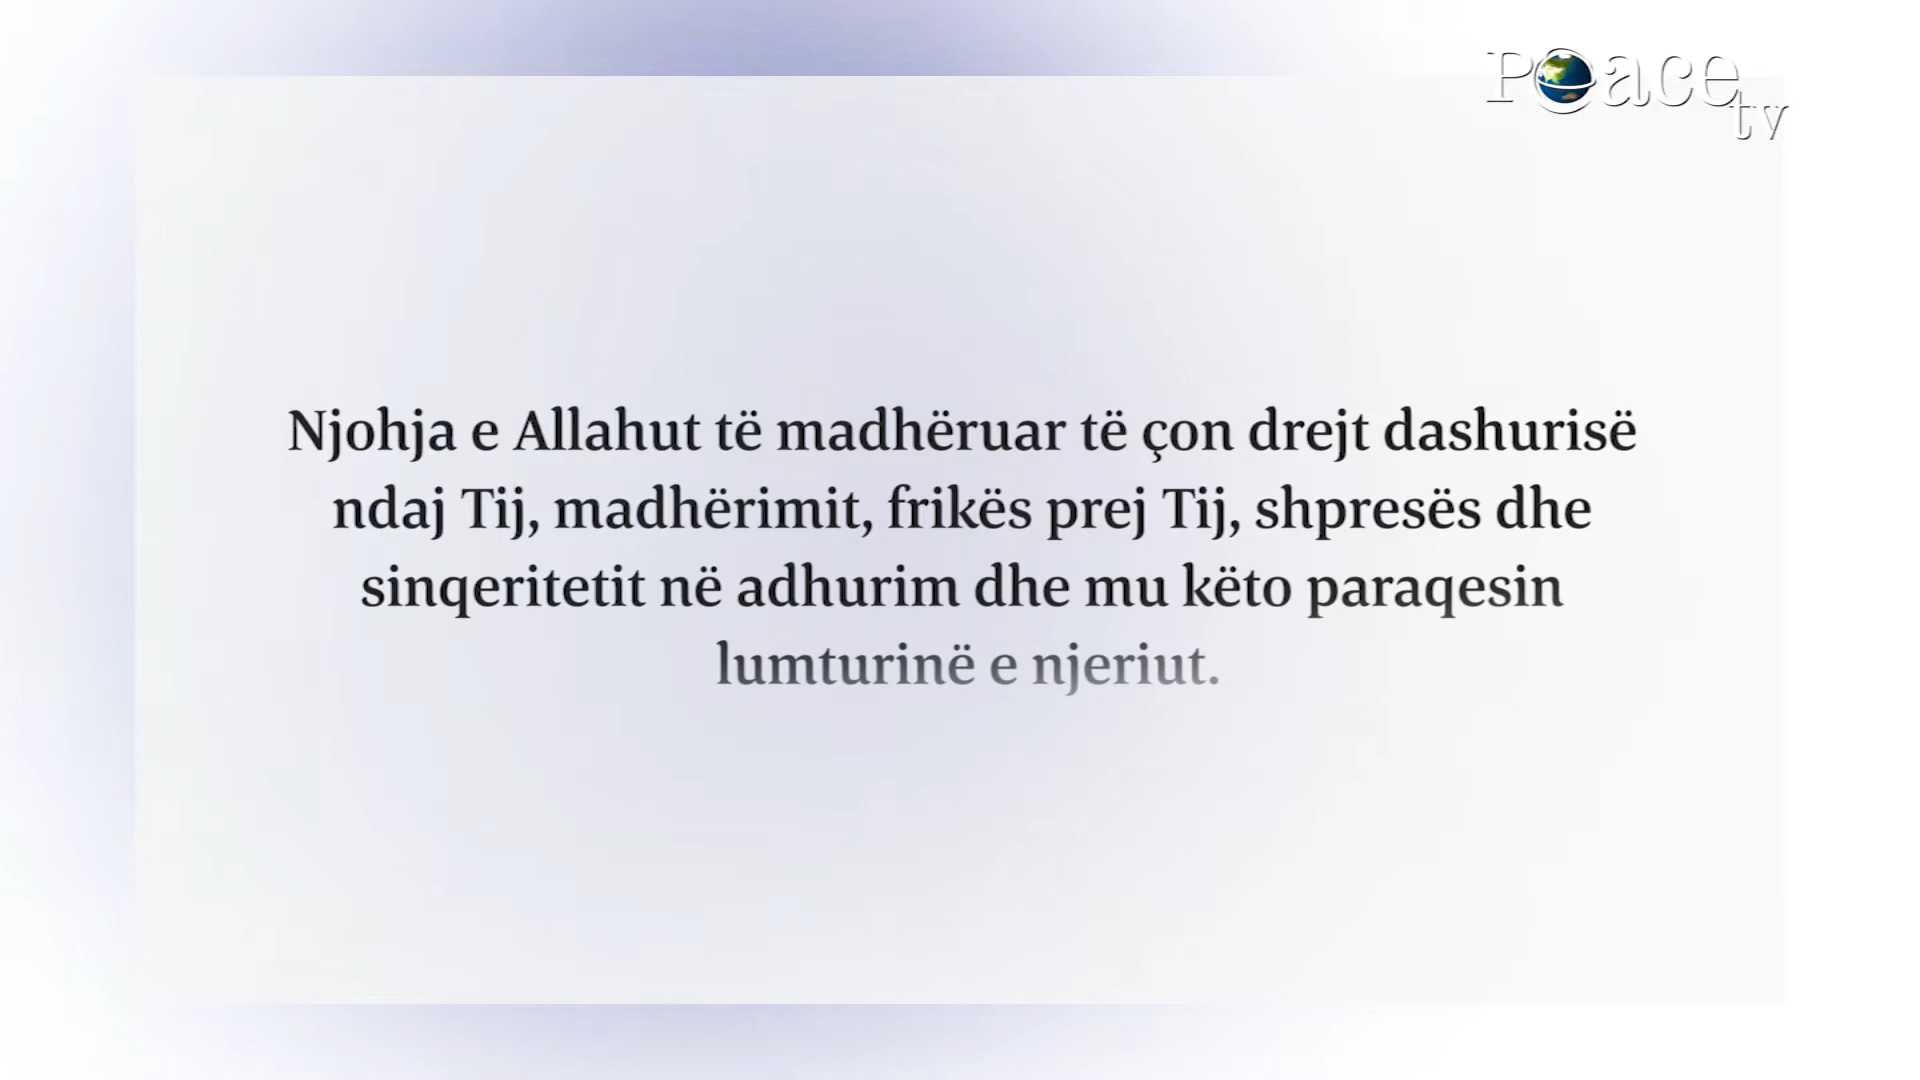 Peace
tv
Njohja e Allahut të madhëruar të çon drejt dashurisë
ndaj Tij, madhërimit, frikës prej Tij, shpresës dhe
sinqeritetit në adhurim dhe mu këto paraqesin
lumturinë e njeriut.